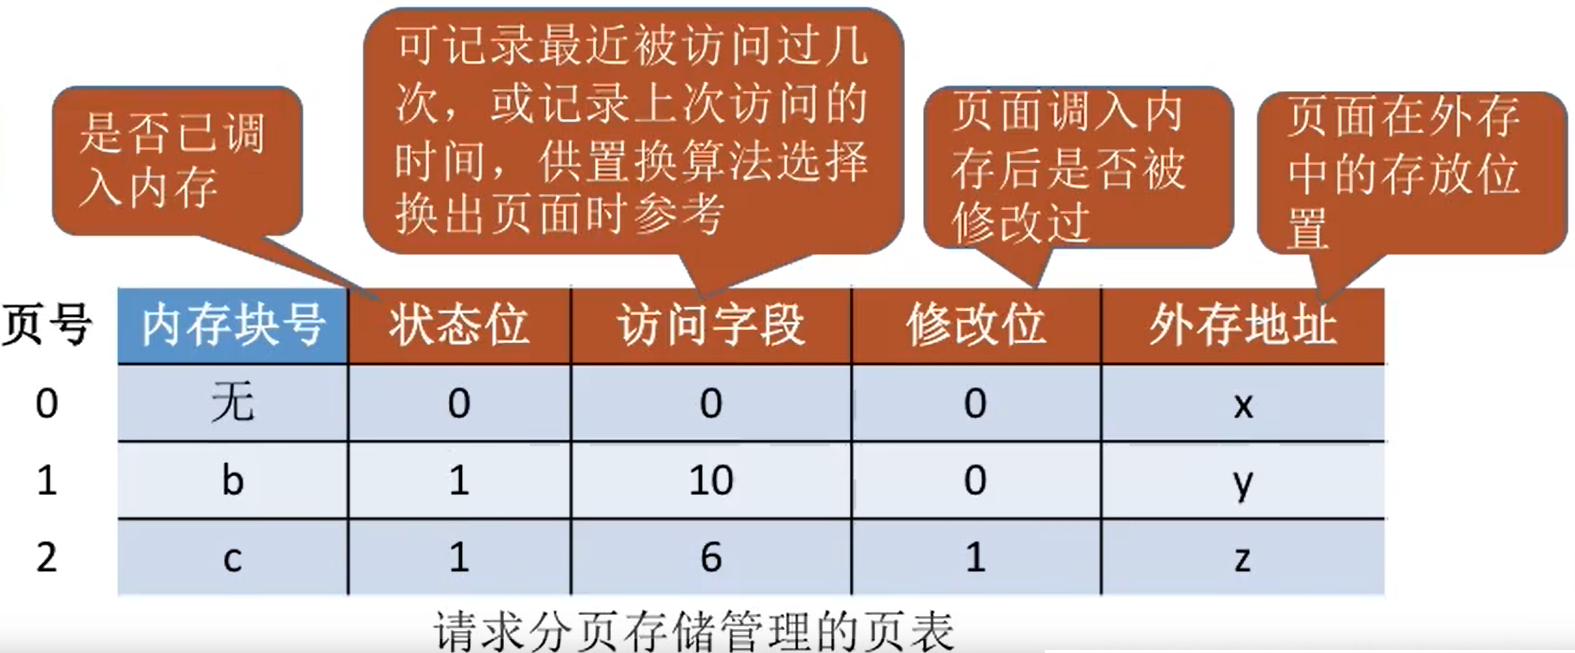 是否已调
入内存
可记录最近被访问过几
次，或记录上次访问的
时间，供置换算法选择
换出页面时参考
页面调入内
存后是否被
修改过
页面在外存
中的存放位
置
页号 内存块号 状态位 访问字段 修改位 外存地址
0 无 0 0 0 x
1 b 1 10 0 y
2 c 1 6 1 z
请求分页存储管理的页表